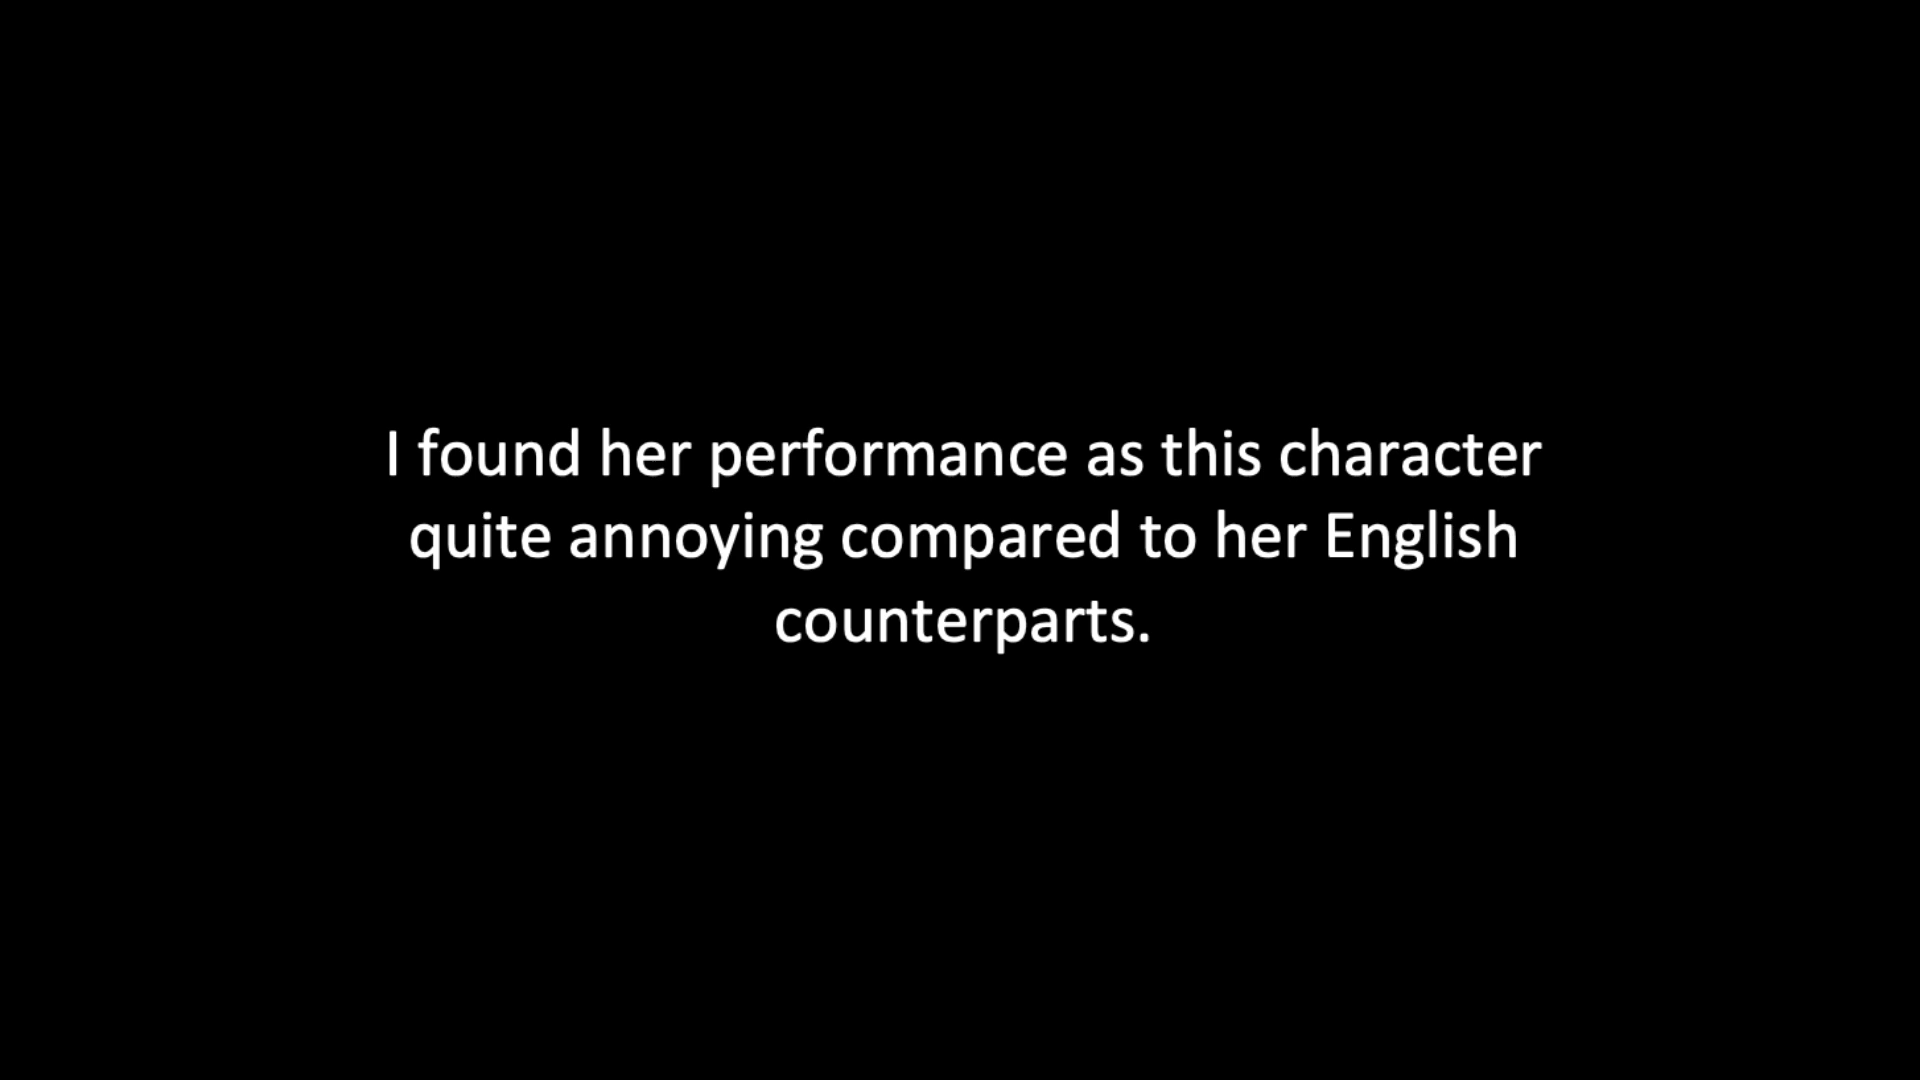 I found her performance as this character
quite annoying compared to her English
counterparts.